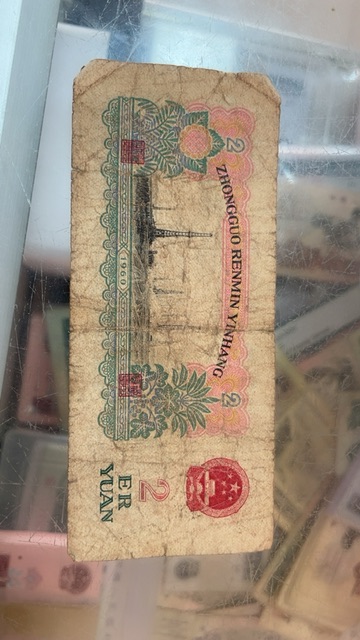 ZHONGGUO RENMIN YINHANG
2
2
1960
2
ER
YUAN